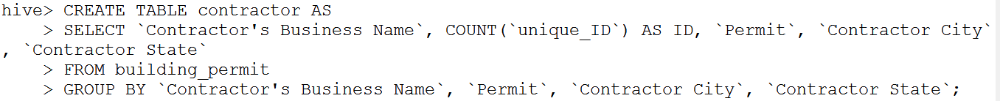 hive> CREATE TABLE contractor AS
    > SELECT `Contractor's Business Name`, COUNT(`unique_ID`) AS ID, `Permit`, `Contractor City`
, `Contractor State`
    > FROM building_permit
    > GROUP BY `Contractor's Business Name`, `Permit`, `Contractor City`, `Contractor State`;